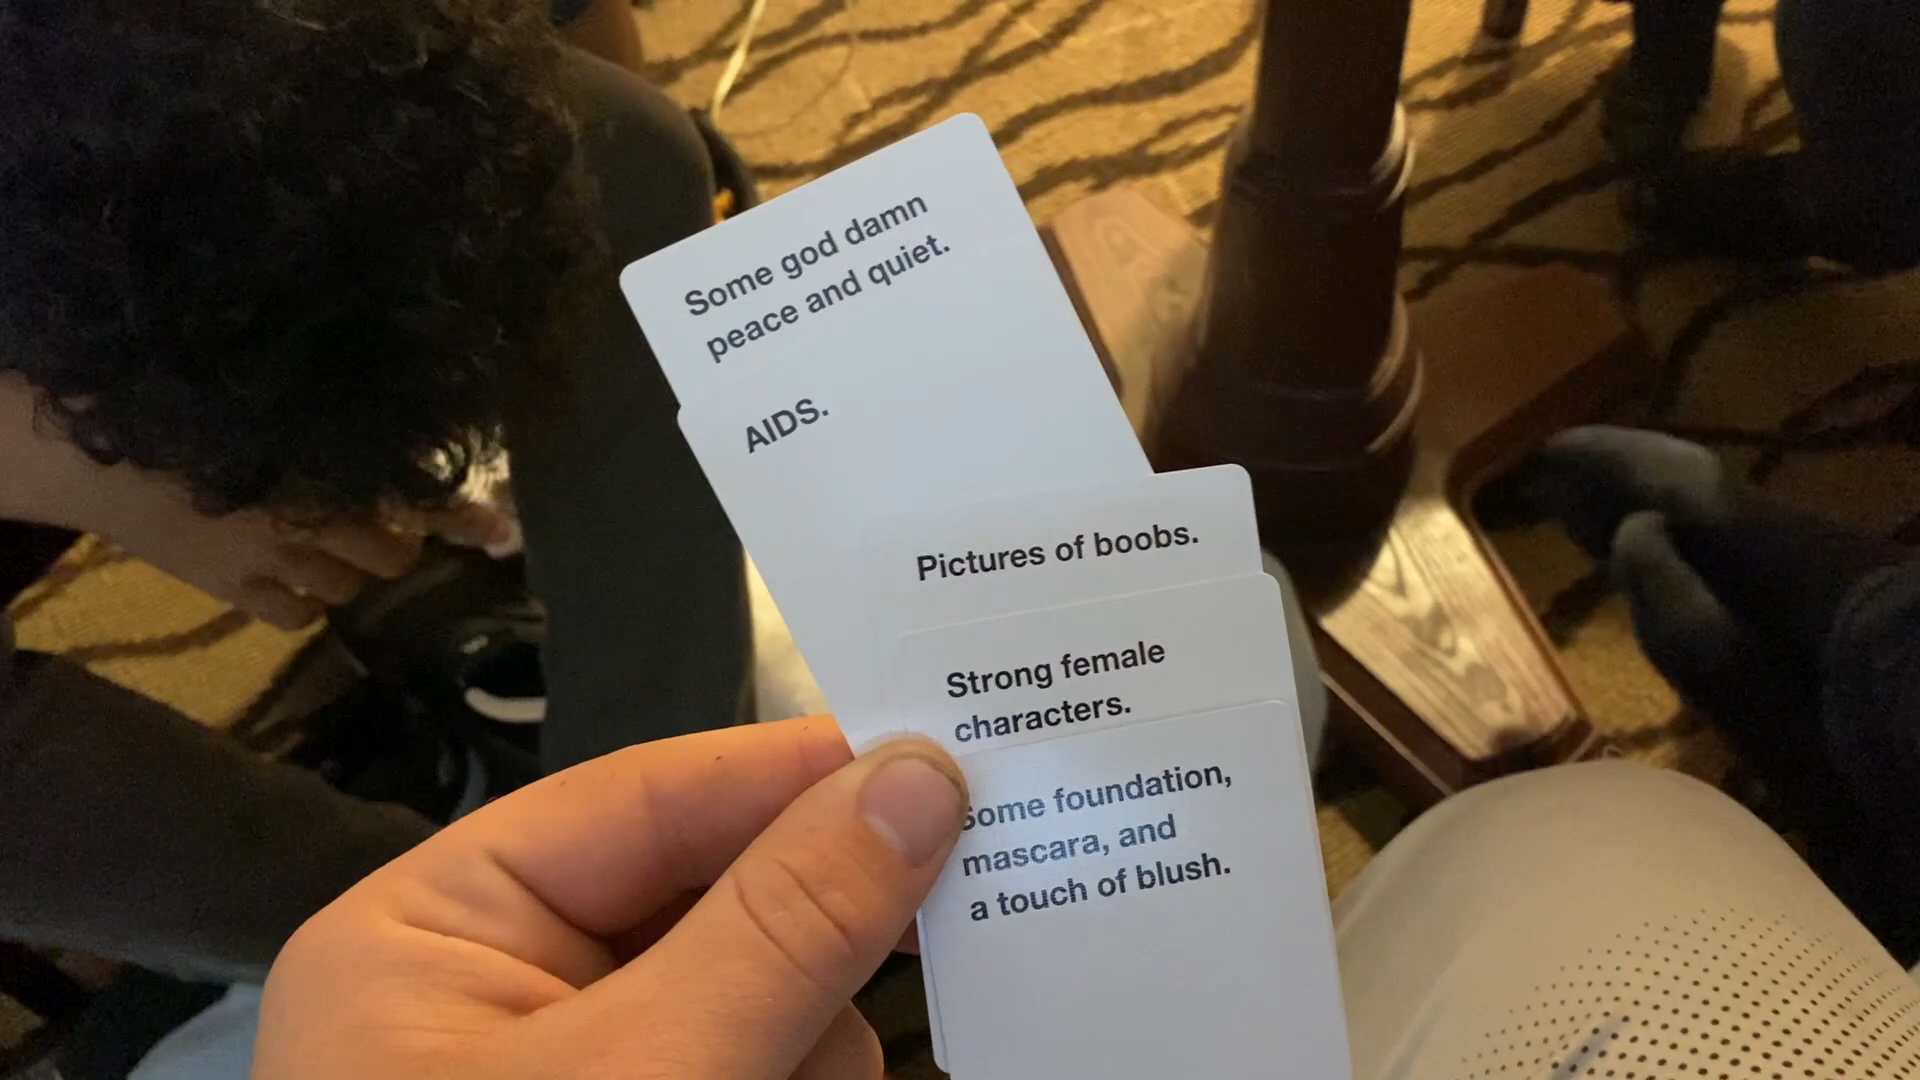 Some god damn
peace and quiet.
AIDS.
Pictures of boobs.
Strong female
characters.
Some foundation,
mascara, and
a touch of blush.